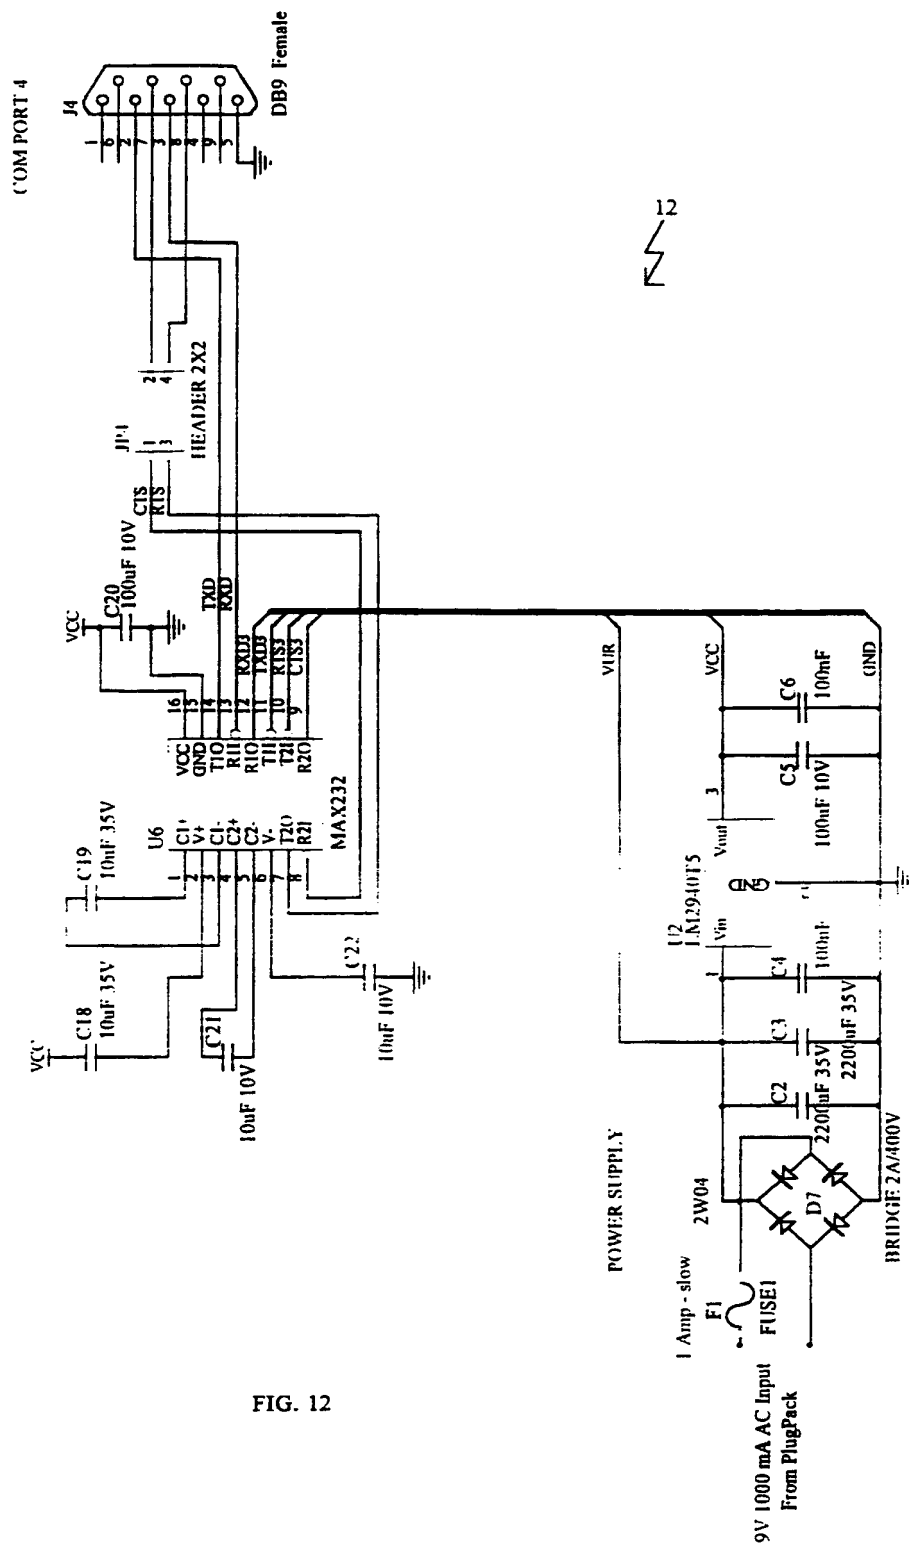 COM PORT 4
J4
DB9 Female
1
6
2
7
3
8
4
9
5
12
2
4
HEADER 2X2
JP4
1
3
CTS
RTS
VCC
C20
100uF 10V
TXD
RXD
RXD3
TXD3
RTS3
CTS3
16
15
14
13
12
11
10
9
VCC
GND
T1O
R1I
R1O
T1I
T2I
R2O
U6
MAX232
C1+
V+
C1-
C2+
C2-
V-
T2O
R2I
1
2
3
4
5
6
7
8
C19
10uF 35V
VCC
C18
10uF 35V
C21
10uF 10V
C22
10uF 10V
POWER SUPPLY
VUR
VCC
GND
C6
100nF
C5
100uF 10V
3
Vout
GND
U2
LM2940T5
Vin
1
C4
C3
2200uF 35V
C2
2200uF 35V
2W04
D7
BRIDGE 2A/400V
1 Amp - slow
F1
FUSE1
9V 1000 mA AC Input
From PlugPack
FIG. 12